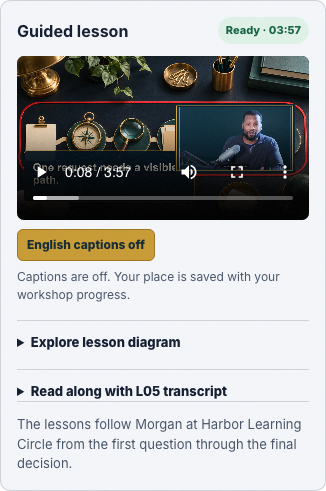 Guided lesson
Ready · 03:57
One request needs a visible
path.
0:08 / 3:57
English captions off
Captions are off. Your place is saved with your
workshop progress.
Explore lesson diagram
Read along with L05 transcript
The lessons follow Morgan at Harbor Learning
Circle from the first question through the final
decision.